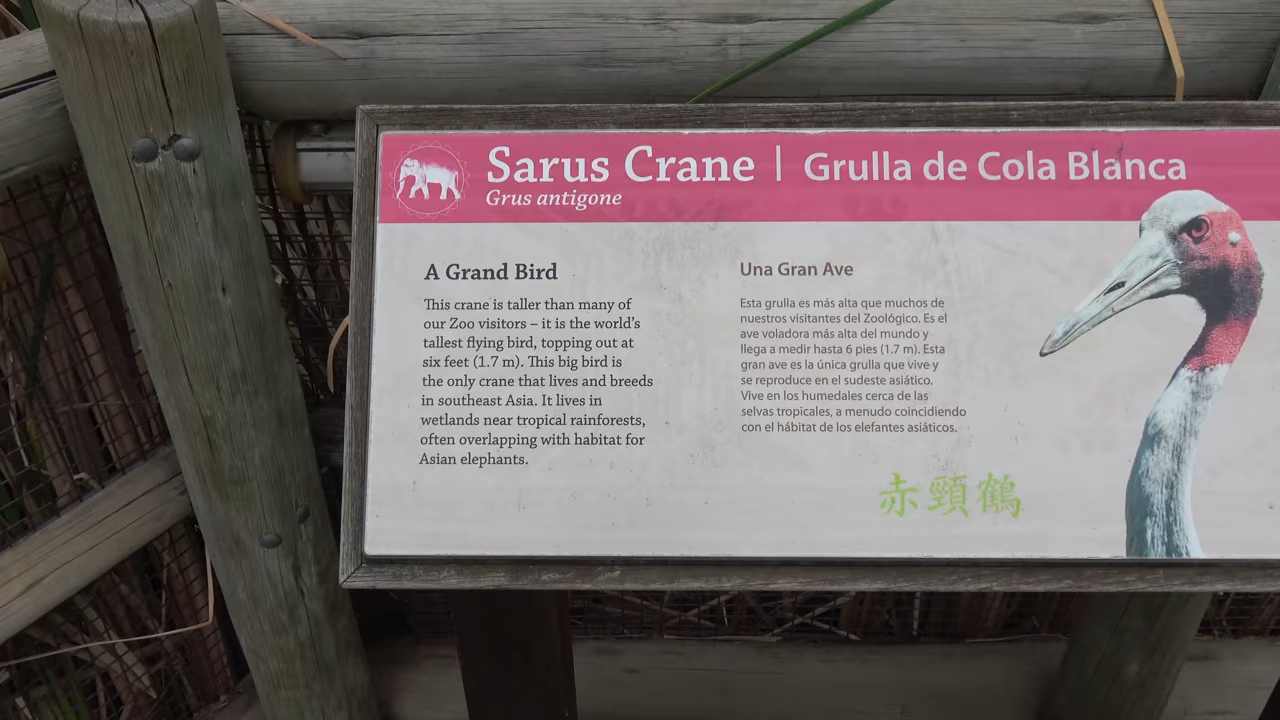 Sarus Crane | Grulla de Cola Blanca
Grus antigone
A Grand Bird
This crane is taller than many of
our Zoo visitors – it is the world's
tallest flying bird, topping out at
six feet (1.7 m). This big bird is
the only crane that lives and breeds
in southeast Asia. It lives in
wetlands near tropical rainforests,
often overlapping with habitat for
Asian elephants.
Una Gran Ave
Esta grulla es más alta que muchos de
nuestros visitantes del Zoológico. Es el
ave voladora más alta del mundo y
llega a medir hasta 6 pies (1.7 m). Esta
gran ave es la única grulla que vive y
se reproduce en el sudeste asiático.
Vive en los humedales cerca de las
selvas tropicales, a menudo coincidiendo
con el hábitat de los elefantes asiáticos.
赤頸鶴